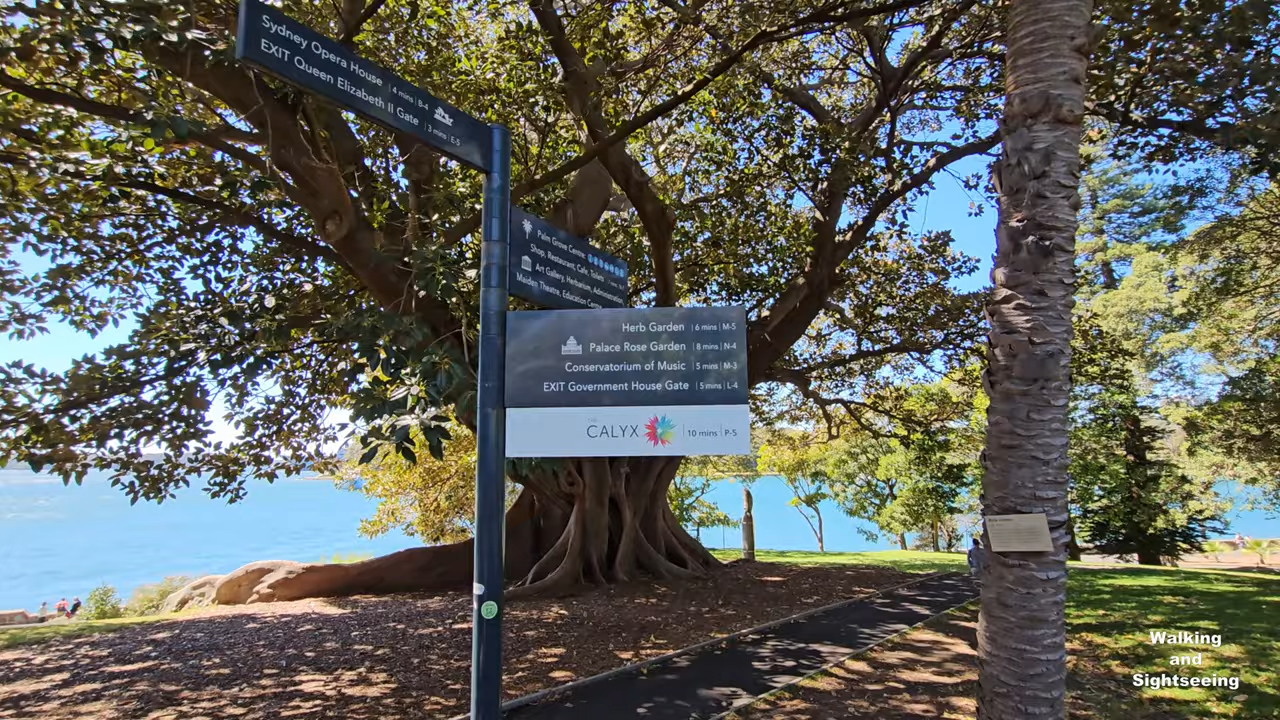 Sydney Opera House | 4 mins | B-4
EXIT Queen Elizabeth II Gate | 3 mins | E-5
Palm Grove Centre:
Shop, Restaurant, Cafe, Toilets
Art Gallery, Herbarium, Administration
Maiden Theatre, Education Centre
Herb Garden | 6 mins | M-5
Palace Rose Garden | 8 mins | N-4
Conservatorium of Music | 5 mins | M-3
EXIT Government House Gate | 5 mins | L-4
THE
CALYX | 10 mins | P-5
Walking
and
Sightseeing